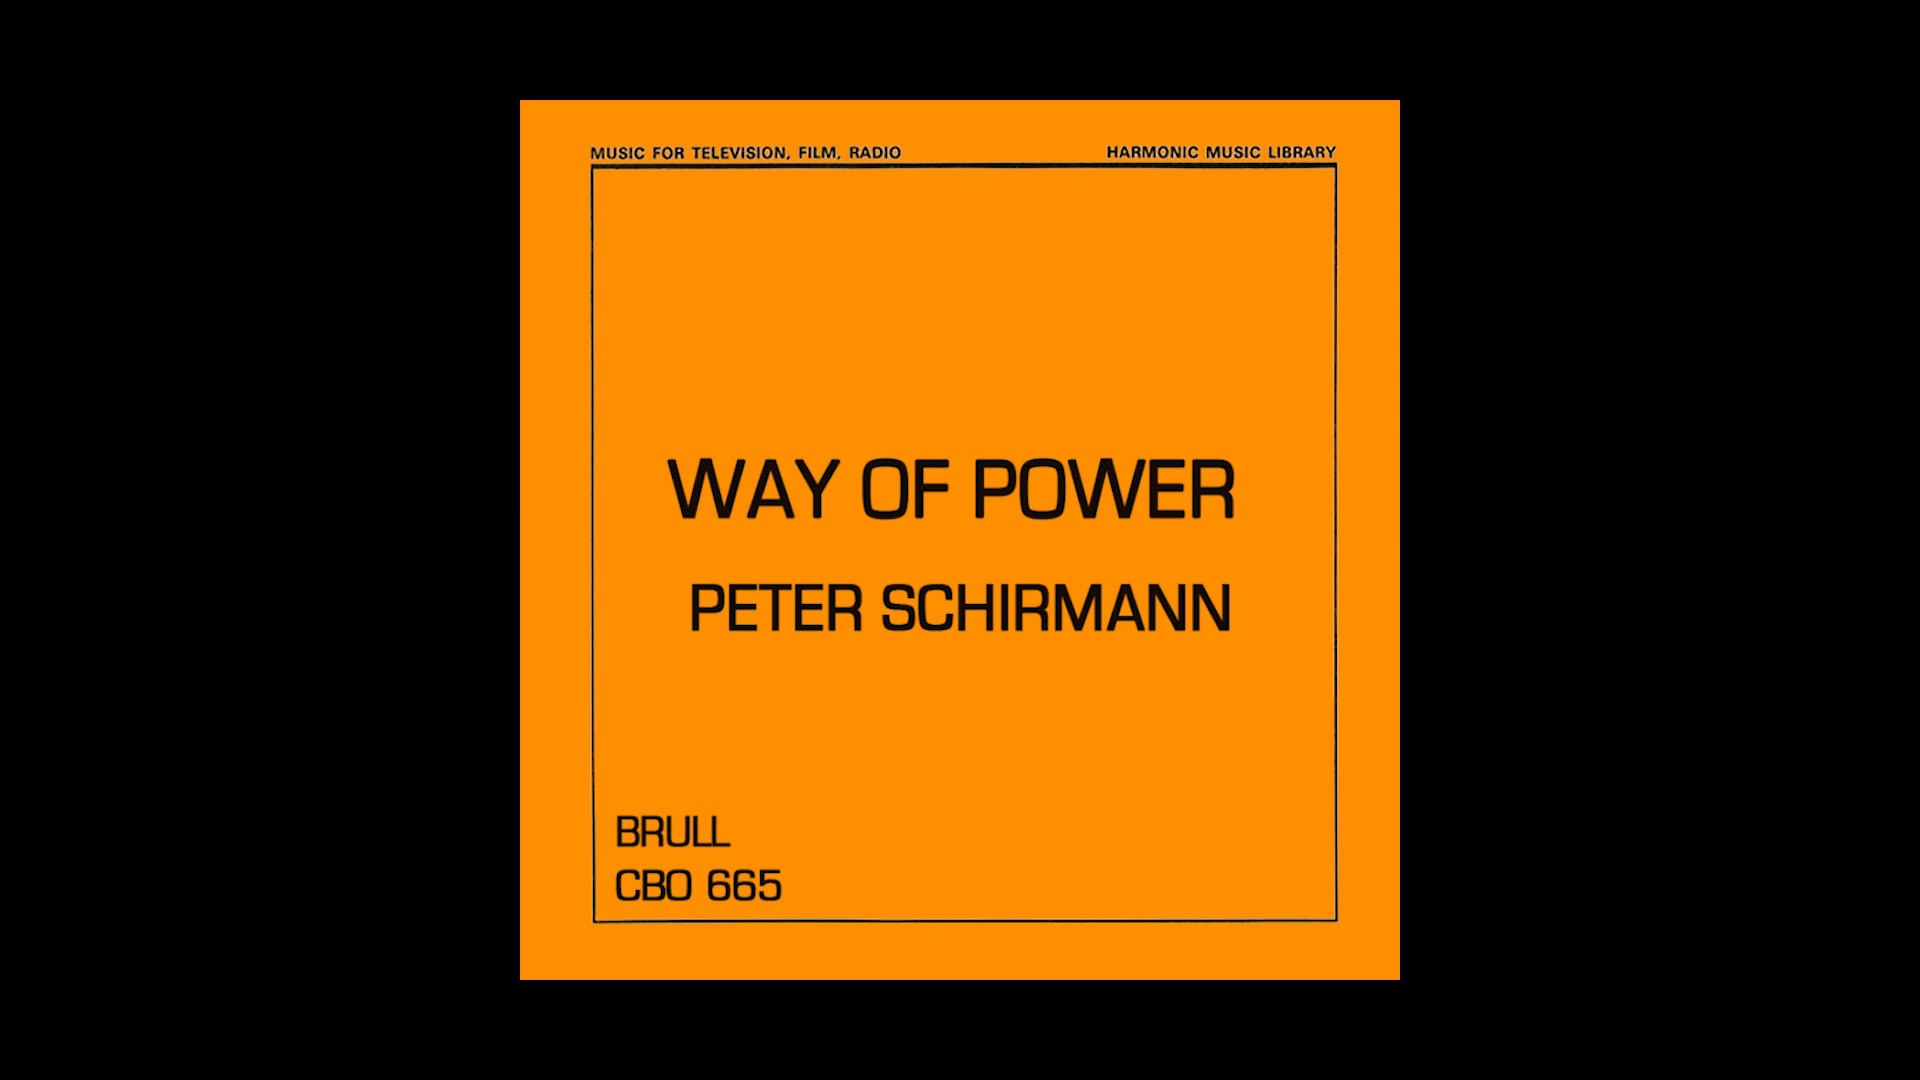 MUSIC FOR TELEVISION, FILM, RADIO
HARMONIC MUSIC LIBRARY
WAY OF POWER
PETER SCHIRMANN
BRULL
CBO 665